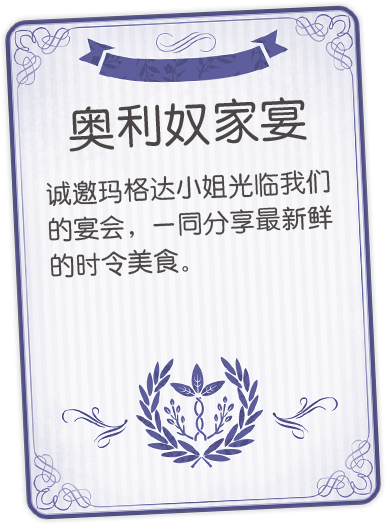 奥利奴家宴
诚邀玛格达小姐光临我们
的宴会，一同分享最新鲜
的时令美食。